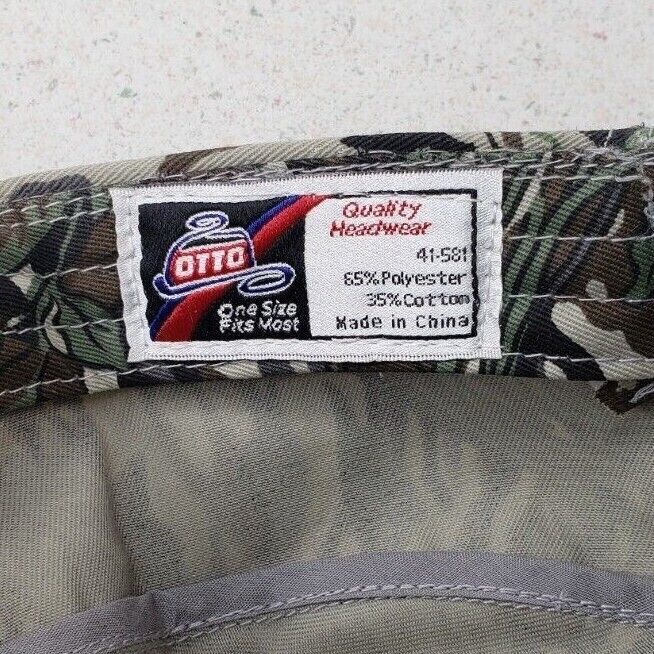 OTTO
One Size
Fits Most
Quality
Headwear
41-581
65%Polyester
35%Cotton
Made in China